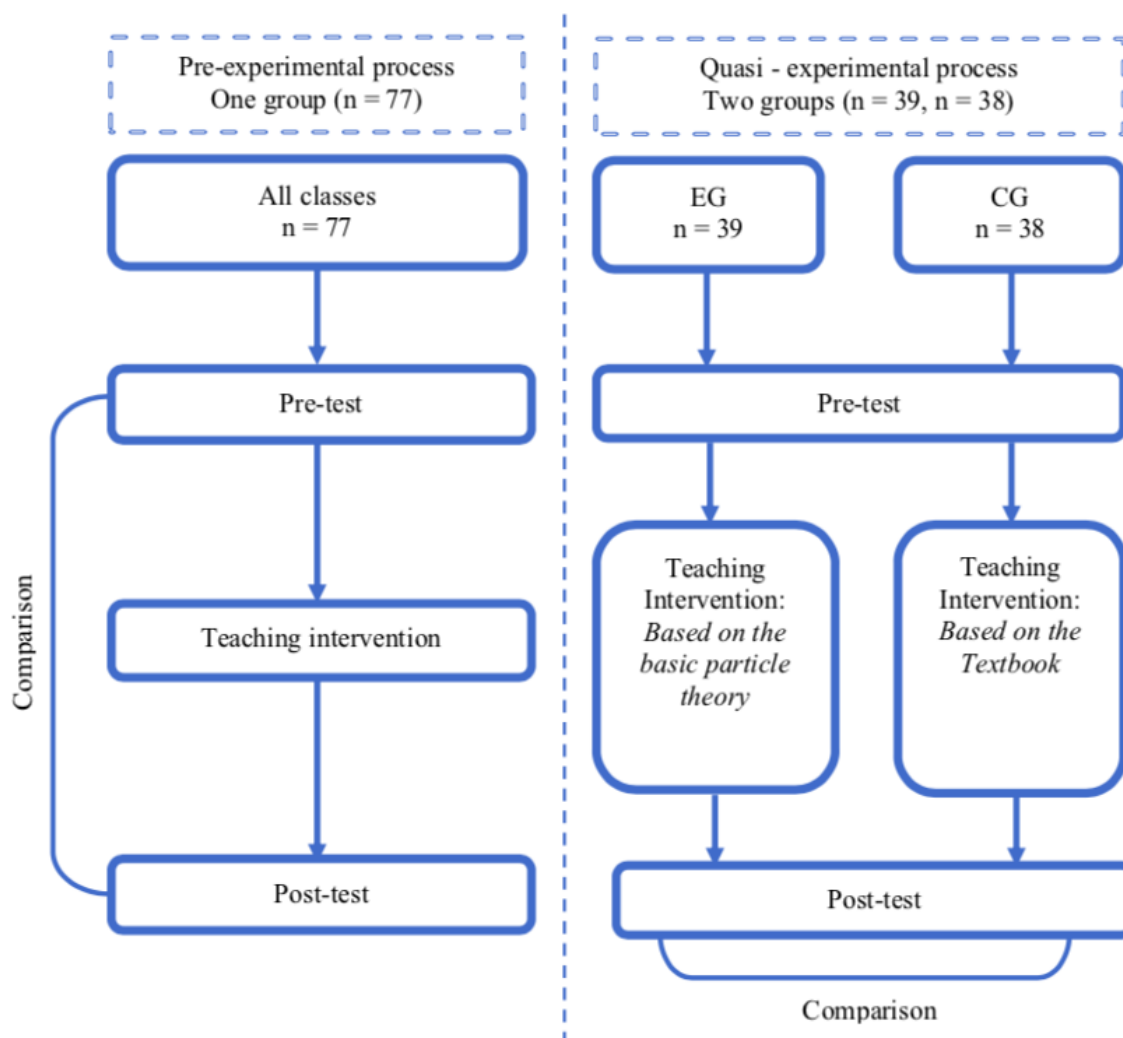 Pre-experimental process
One group (n = 77)
All classes
n = 77
Pre-test
Teaching intervention
Post-test
Comparison
Quasi - experimental process
Two groups (n = 39, n = 38)
EG
n = 39
CG
n = 38
Pre-test
Teaching
Intervention:
Based on the
basic particle
theory
Teaching
Intervention:
Based on the
Textbook
Post-test
Comparison